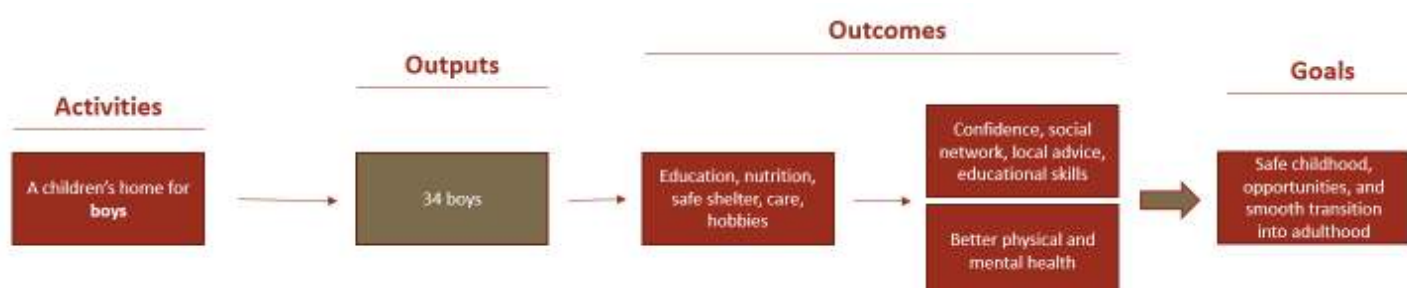 Outcomes
Outputs
Goals
Activities
A children's home for
boys
34 boys
Education, nutrition,
safe shelter, care,
hobbies
Confidence, social
network, local advice,
educational skills
Better physical and
mental health
Safe childhood,
opportunities, and
smooth transition
into adulthood